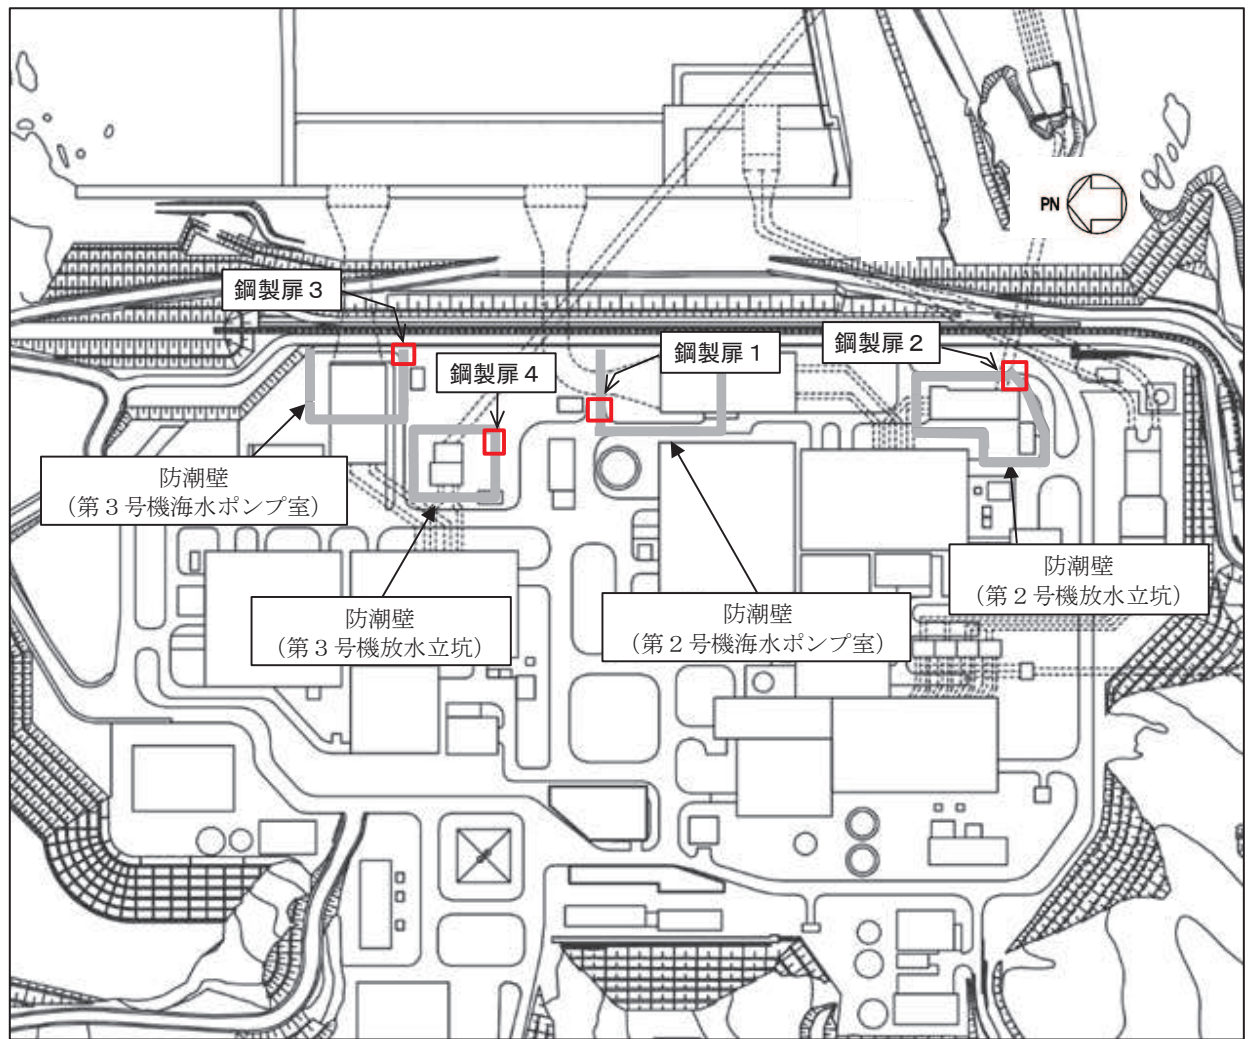 PN
鋼製扉３
鋼製扉４
鋼製扉１
鋼製扉２
防潮壁
（第３号機海水ポンプ室）
防潮壁
（第３号機放水立坑）
防潮壁
（第２号機海水ポンプ室）
防潮壁
（第２号機放水立坑）